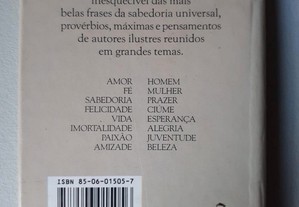 inesquecível das mais
belas frases da sabedoria universal,
provérbios, máximas e pensamentos
de autores ilustres reunidos
em grandes temas.
AMOR HOMEM
FÉ MULHER
SABEDORIA PRAZER
FELICIDADE CIÚME
VIDA ESPERANÇA
IMORTALIDADE ALEGRIA
PAIXÃO JUVENTUDE
AMIZADE BELEZA
ISBN 85-06-01505-7